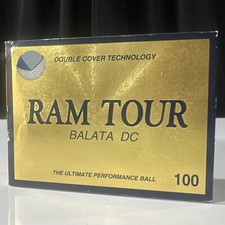 DOUBLE COVER TECHNOLOGY
RAM TOUR
BALATA DC
THE ULTIMATE PERFORMANCE BALL
100